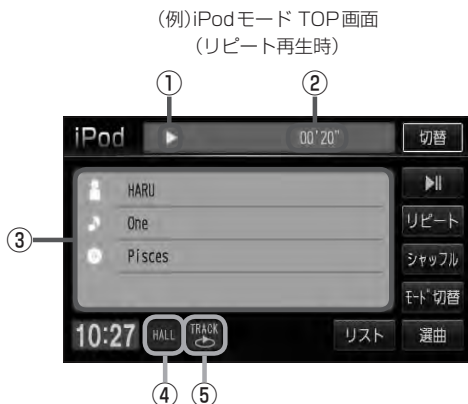 (例)iPodモード TOP画面
(リピート再生時)
① ②
iPod 00'20" 切替
HARU
One リピート
③
Pisces シャッフル
ﾓｰﾄﾞ切替
10:27 HALL TRACK リスト 選曲
④ ⑤